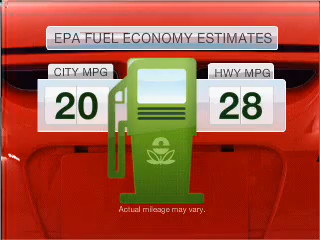 EPA FUEL ECONOMY ESTIMATES
CITY MPG HWY MPG
20 28
Actual mileage may vary.